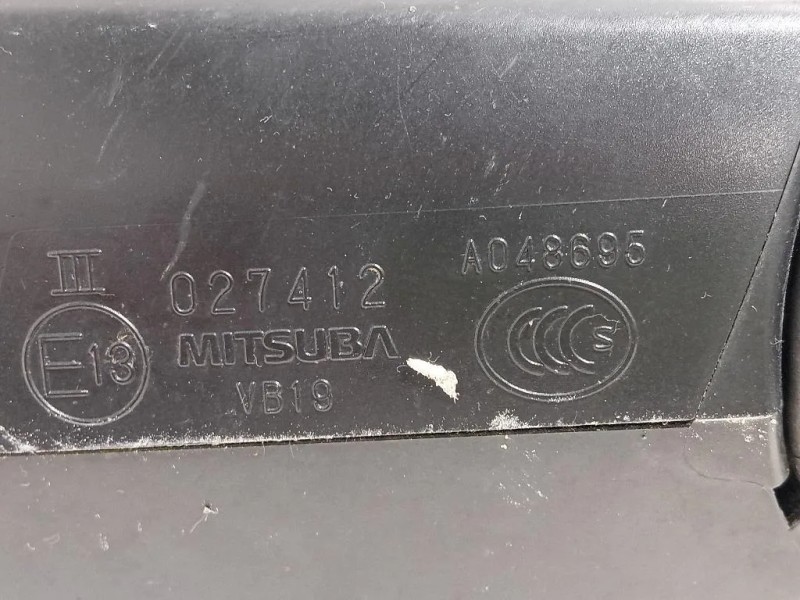 III 027412 A048695
E13 MITSUBA CCC S
VB19